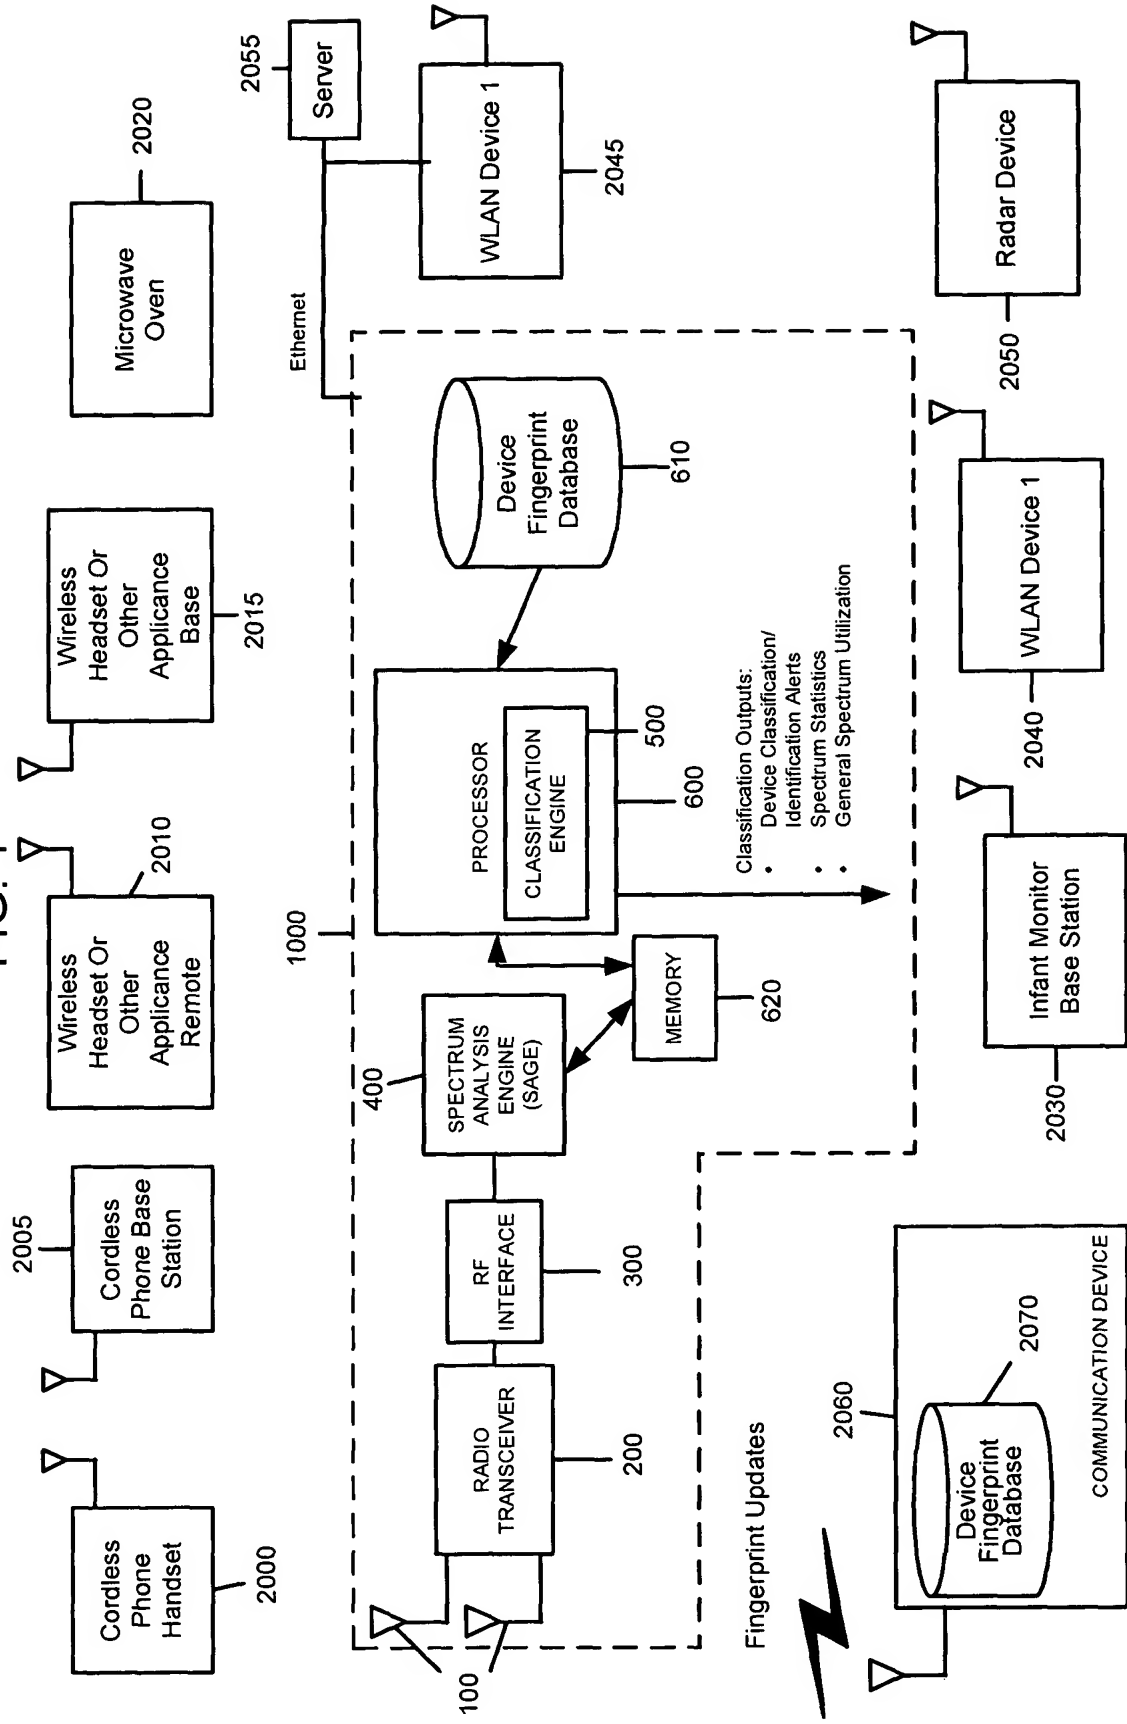 Cordless
Phone
Handset
2000
2005
Cordless
Phone Base
Station
Wireless
Headset Or
Other
Applicance
Remote
2010
Wireless
Headset Or
Other
Applicance
Base
2015
Microwave
Oven
2020
2055
Server
Ethernet
WLAN Device 1
2045
1000
100
RADIO
TRANSCEIVER
200
RF
INTERFACE
300
400
SPECTRUM
ANALYSIS
ENGINE
(SAGE)
MEMORY
620
PROCESSOR
CLASSIFICATION
ENGINE
500
600
Device
Fingerprint
Database
610
Classification Outputs:
• Device Classification/
Identification Alerts
• Spectrum Statistics
• General Spectrum Utilization
Fingerprint Updates
2060
Device
Fingerprint
Database
2070
COMMUNICATION DEVICE
Infant Monitor
Base Station
2030
WLAN Device 1
2040
Radar Device
2050